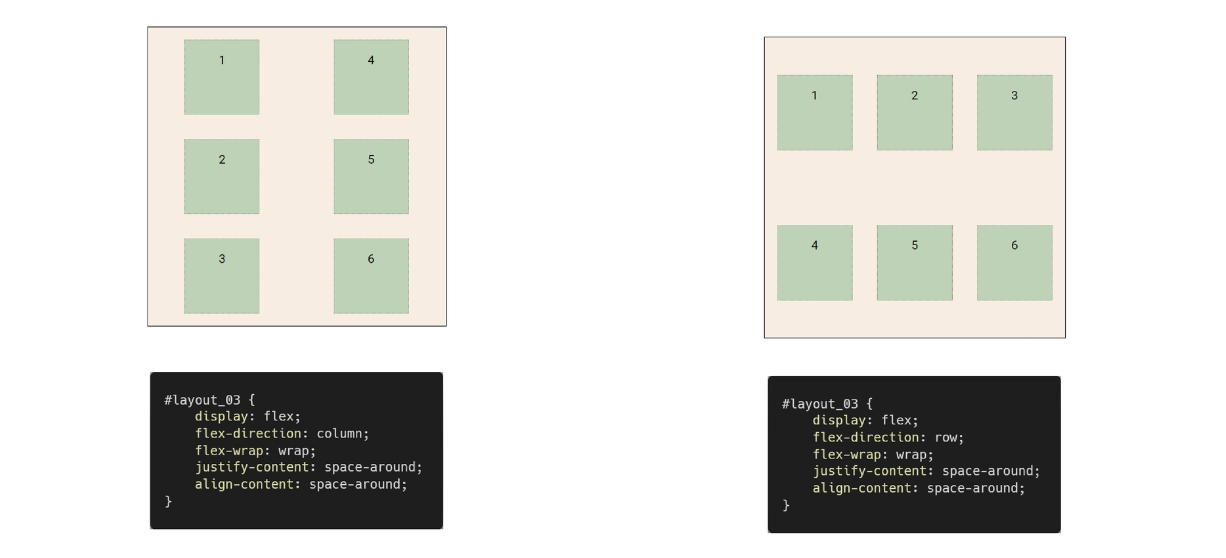 1
4
2
5
3
6
#layout_03 {
display: flex;
flex-direction: column;
flex-wrap: wrap;
justify-content: space-around;
align-content: space-around;
}
1
2
3
4
5
6
#layout_03 {
display: flex;
flex-direction: row;
flex-wrap: wrap;
justify-content: space-around;
align-content: space-around;
}